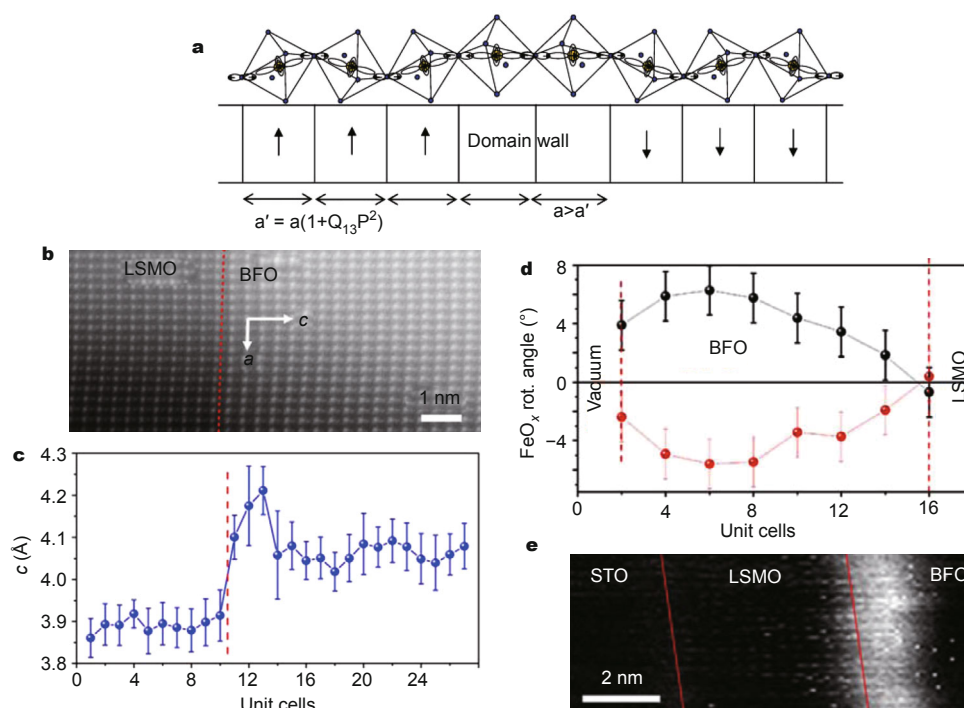 a
Domain wall
a′ = a(1+Q₁₃P²)
a>a′
b
LSMO
BFO
c
a
1 nm
c
4.3
4.2
4.1
4.0
3.9
3.8
c (Å)
0 4 8 12 16 20 24
Unit cells
d
8
4
0
−4
FeOₓ rot. angle (°)
Vacuum
BFO
LSMO
0 4 8 12 16
Unit cells
e
STO
LSMO
BFO
2 nm